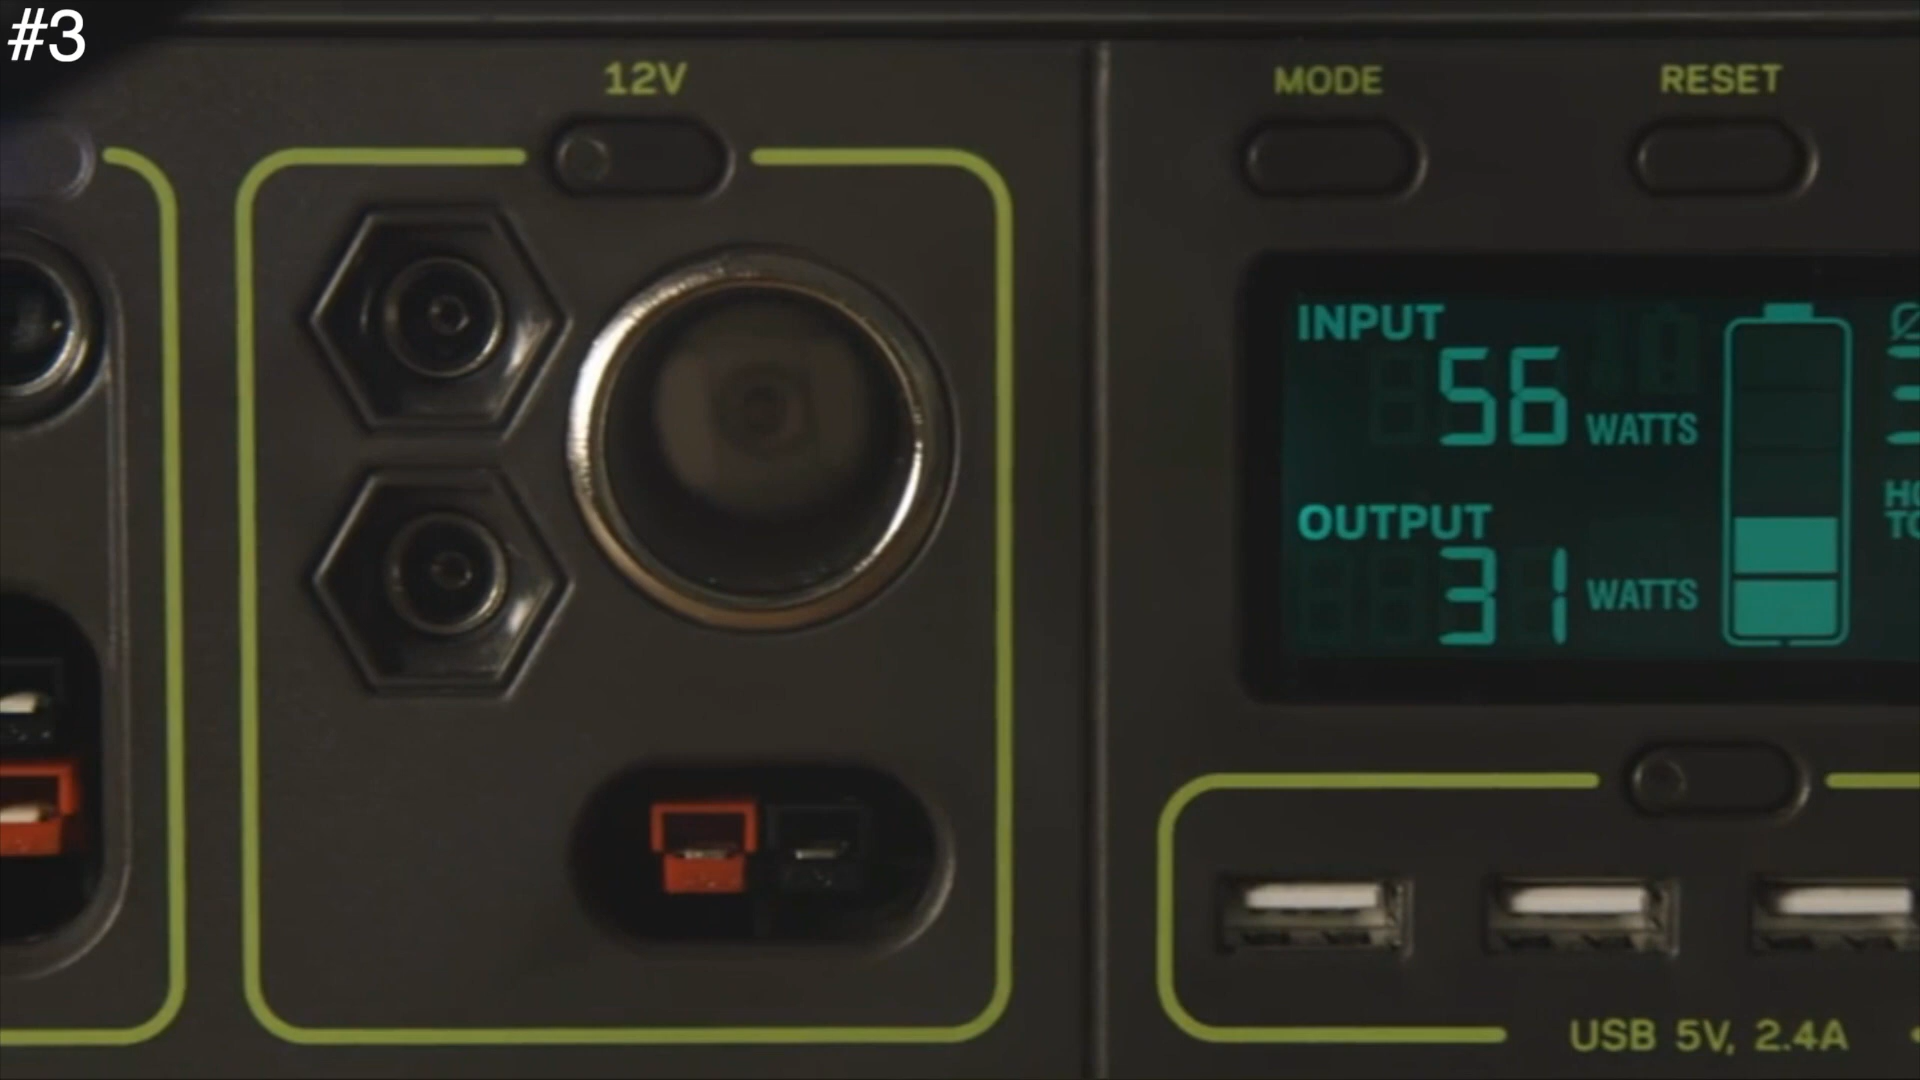 #3
12V
MODE
RESET
INPUT
56 WATTS
OUTPUT
31 WATTS
USB 5V, 2.4A